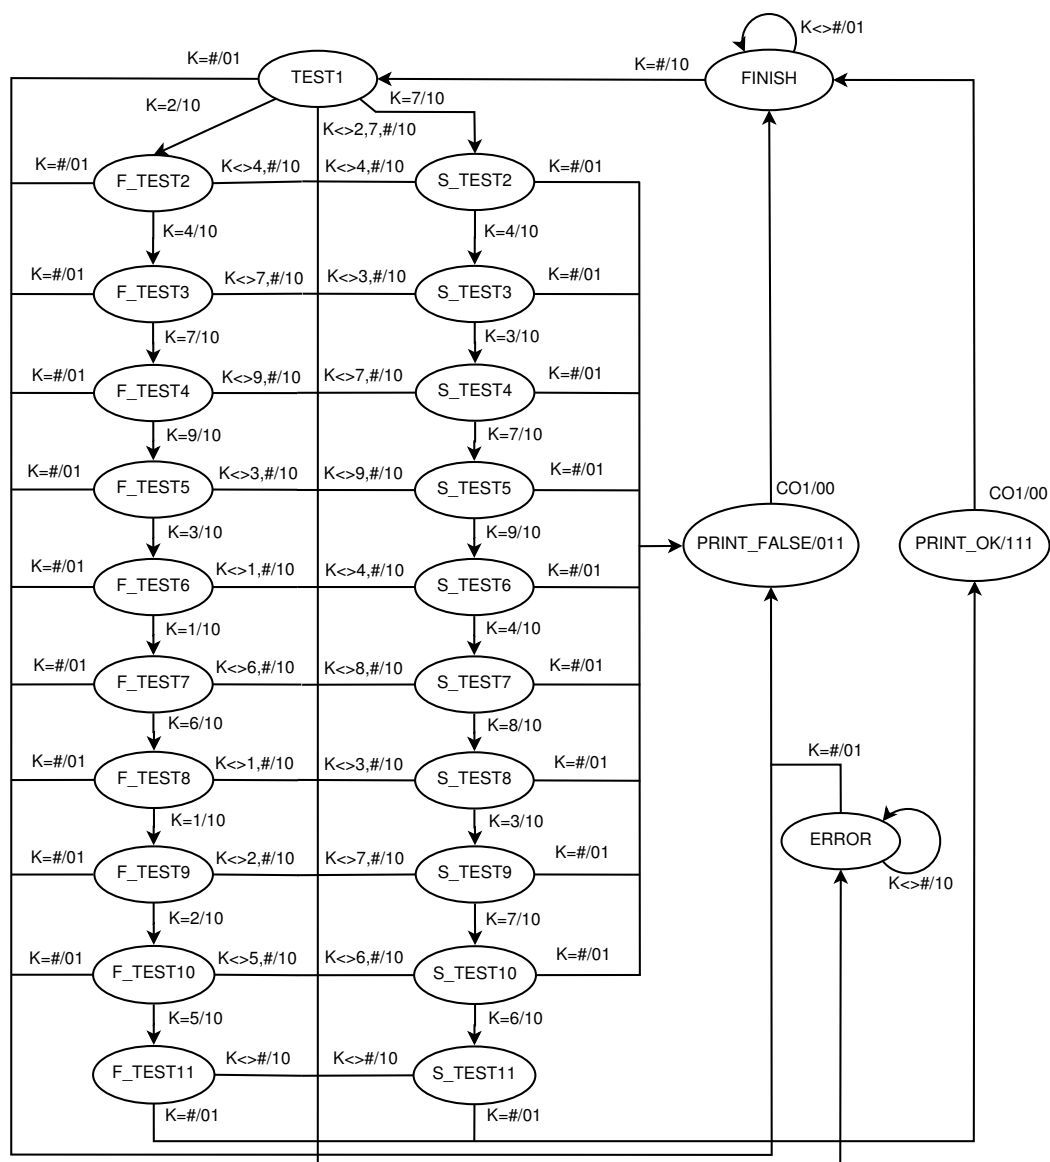 K<>#/01
K=#/01
TEST1
K=#/10
FINISH
K=2/10
K=7/10
K<>2,7,#/10
K=#/01
F_TEST2
K<>4,#/10
K<>4,#/10
S_TEST2
K=#/01
K=4/10
K=4/10
K=#/01
F_TEST3
K<>7,#/10
K<>3,#/10
S_TEST3
K=#/01
K=7/10
K=3/10
K=#/01
F_TEST4
K<>9,#/10
K<>7,#/10
S_TEST4
K=#/01
K=9/10
K=7/10
K=#/01
F_TEST5
K<>3,#/10
K<>9,#/10
S_TEST5
K=#/01
CO1/00
CO1/00
K=3/10
K=9/10
PRINT_FALSE/011
PRINT_OK/111
K=#/01
F_TEST6
K<>1,#/10
K<>4,#/10
S_TEST6
K=#/01
K=1/10
K=4/10
K=#/01
F_TEST7
K<>6,#/10
K<>8,#/10
S_TEST7
K=#/01
K=6/10
K=8/10
K=#/01
K=#/01
F_TEST8
K<>1,#/10
K<>3,#/10
S_TEST8
K=#/01
K=1/10
K=3/10
ERROR
K=#/01
F_TEST9
K<>2,#/10
K<>7,#/10
S_TEST9
K=#/01
K<>#/10
K=2/10
K=7/10
K=#/01
F_TEST10
K<>5,#/10
K<>6,#/10
S_TEST10
K=#/01
K=5/10
K=6/10
F_TEST11
K<>#/10
K<>#/10
S_TEST11
K=#/01
K=#/01